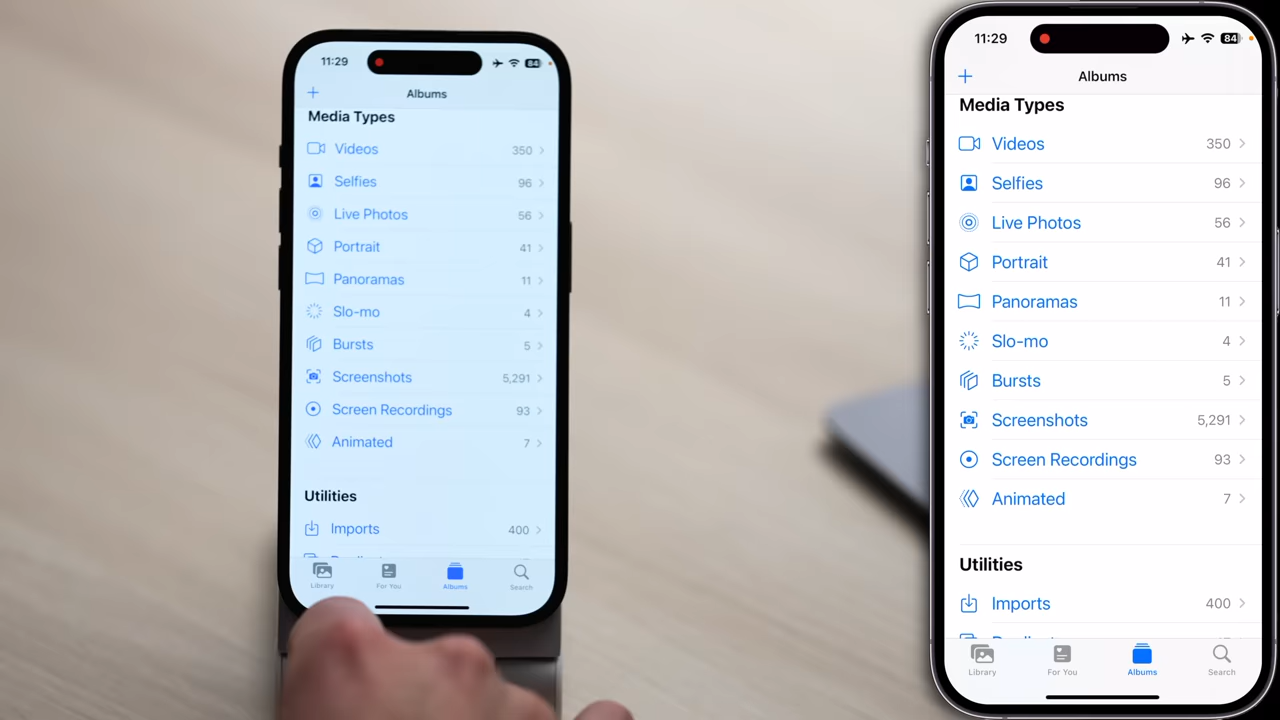 11:29
84
+
Albums
Media Types
Videos 350
Selfies 96
Live Photos 56
Portrait 41
Panoramas 11
Slo-mo 4
Bursts 5
Screenshots 5,291
Screen Recordings 93
Animated 7
Utilities
Imports 400
Library For You Albums Search
11:29
84
+
Albums
Media Types
Videos 350
Selfies 96
Live Photos 56
Portrait 41
Panoramas 11
Slo-mo 4
Bursts 5
Screenshots 5,291
Screen Recordings 93
Animated 7
Utilities
Imports 400
Library For You Albums Search